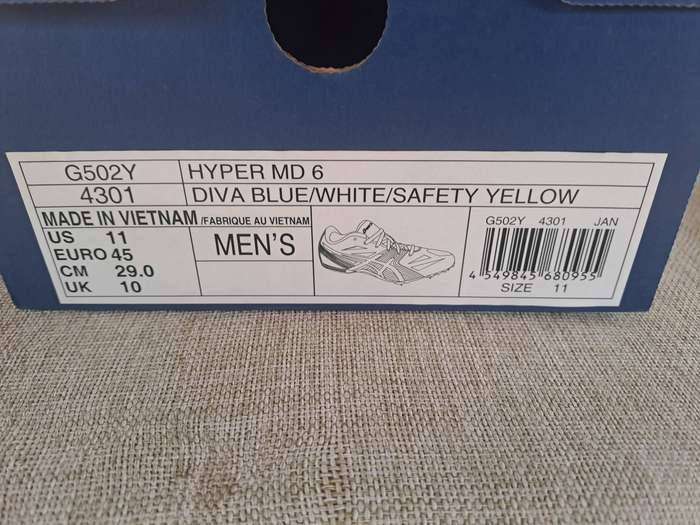 G502Y HYPER MD 6
4301 DIVA BLUE/WHITE/SAFETY YELLOW
MADE IN VIETNAM /FABRIQUE AU VIETNAM
US 11
EURO 45
CM 29.0
UK 10
MEN'S
G502Y 4301 JAN
4 549845 680955
SIZE 11